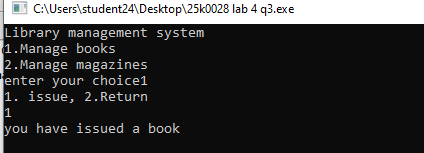 C:\Users\student24\Desktop\25k0028 lab 4 q3.exe
Library management system
1.Manage books
2.Manage magazines
enter your choice1
1. issue, 2.Return
1
you have issued a book